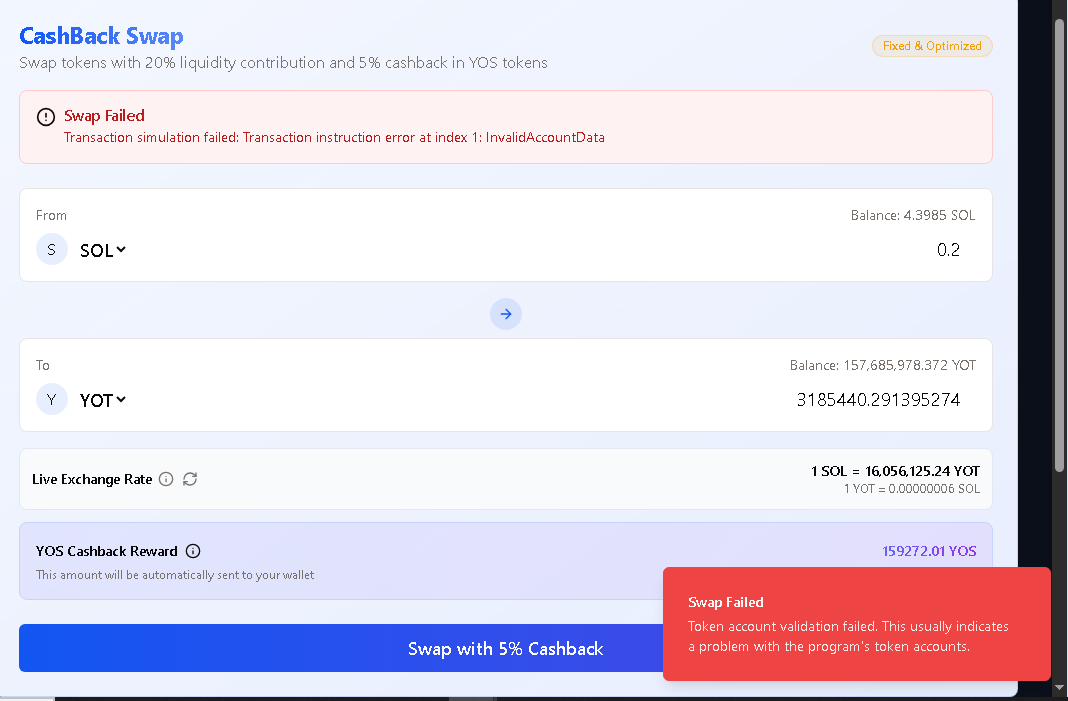 CashBack Swap
Swap tokens with 20% liquidity contribution and 5% cashback in YOS tokens
Fixed & Optimized
Swap Failed
Transaction simulation failed: Transaction instruction error at index 1: InvalidAccountData
From
Balance: 4.3985 SOL
S
SOL
0.2
To
Balance: 157,685,978.372 YOT
Y
YOT
3185440.291395274
Live Exchange Rate
1 SOL = 16,056,125.24 YOT
1 YOT = 0.00000006 SOL
YOS Cashback Reward
159272.01 YOS
This amount will be automatically sent to your wallet
Swap with 5% Cashback
Swap Failed
Token account validation failed. This usually indicates
a problem with the program's token accounts.